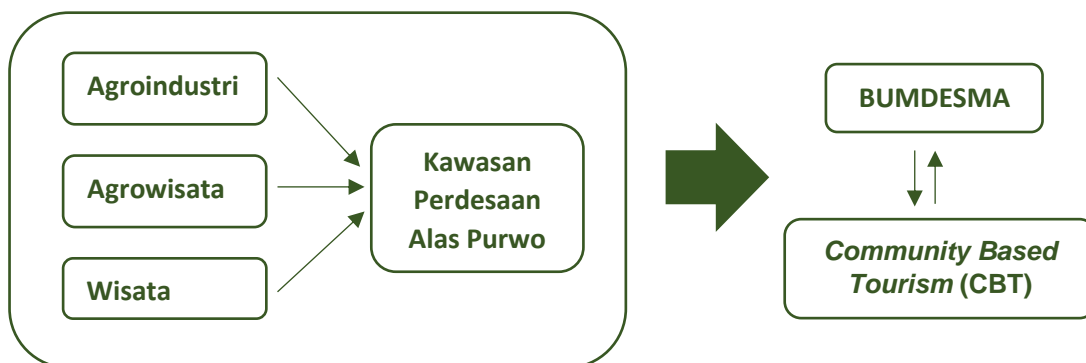 Agroindustri
Agrowisata
Wisata
Kawasan
Perdesaan
Alas Purwo
BUMDESMA
Community Based
Tourism (CBT)